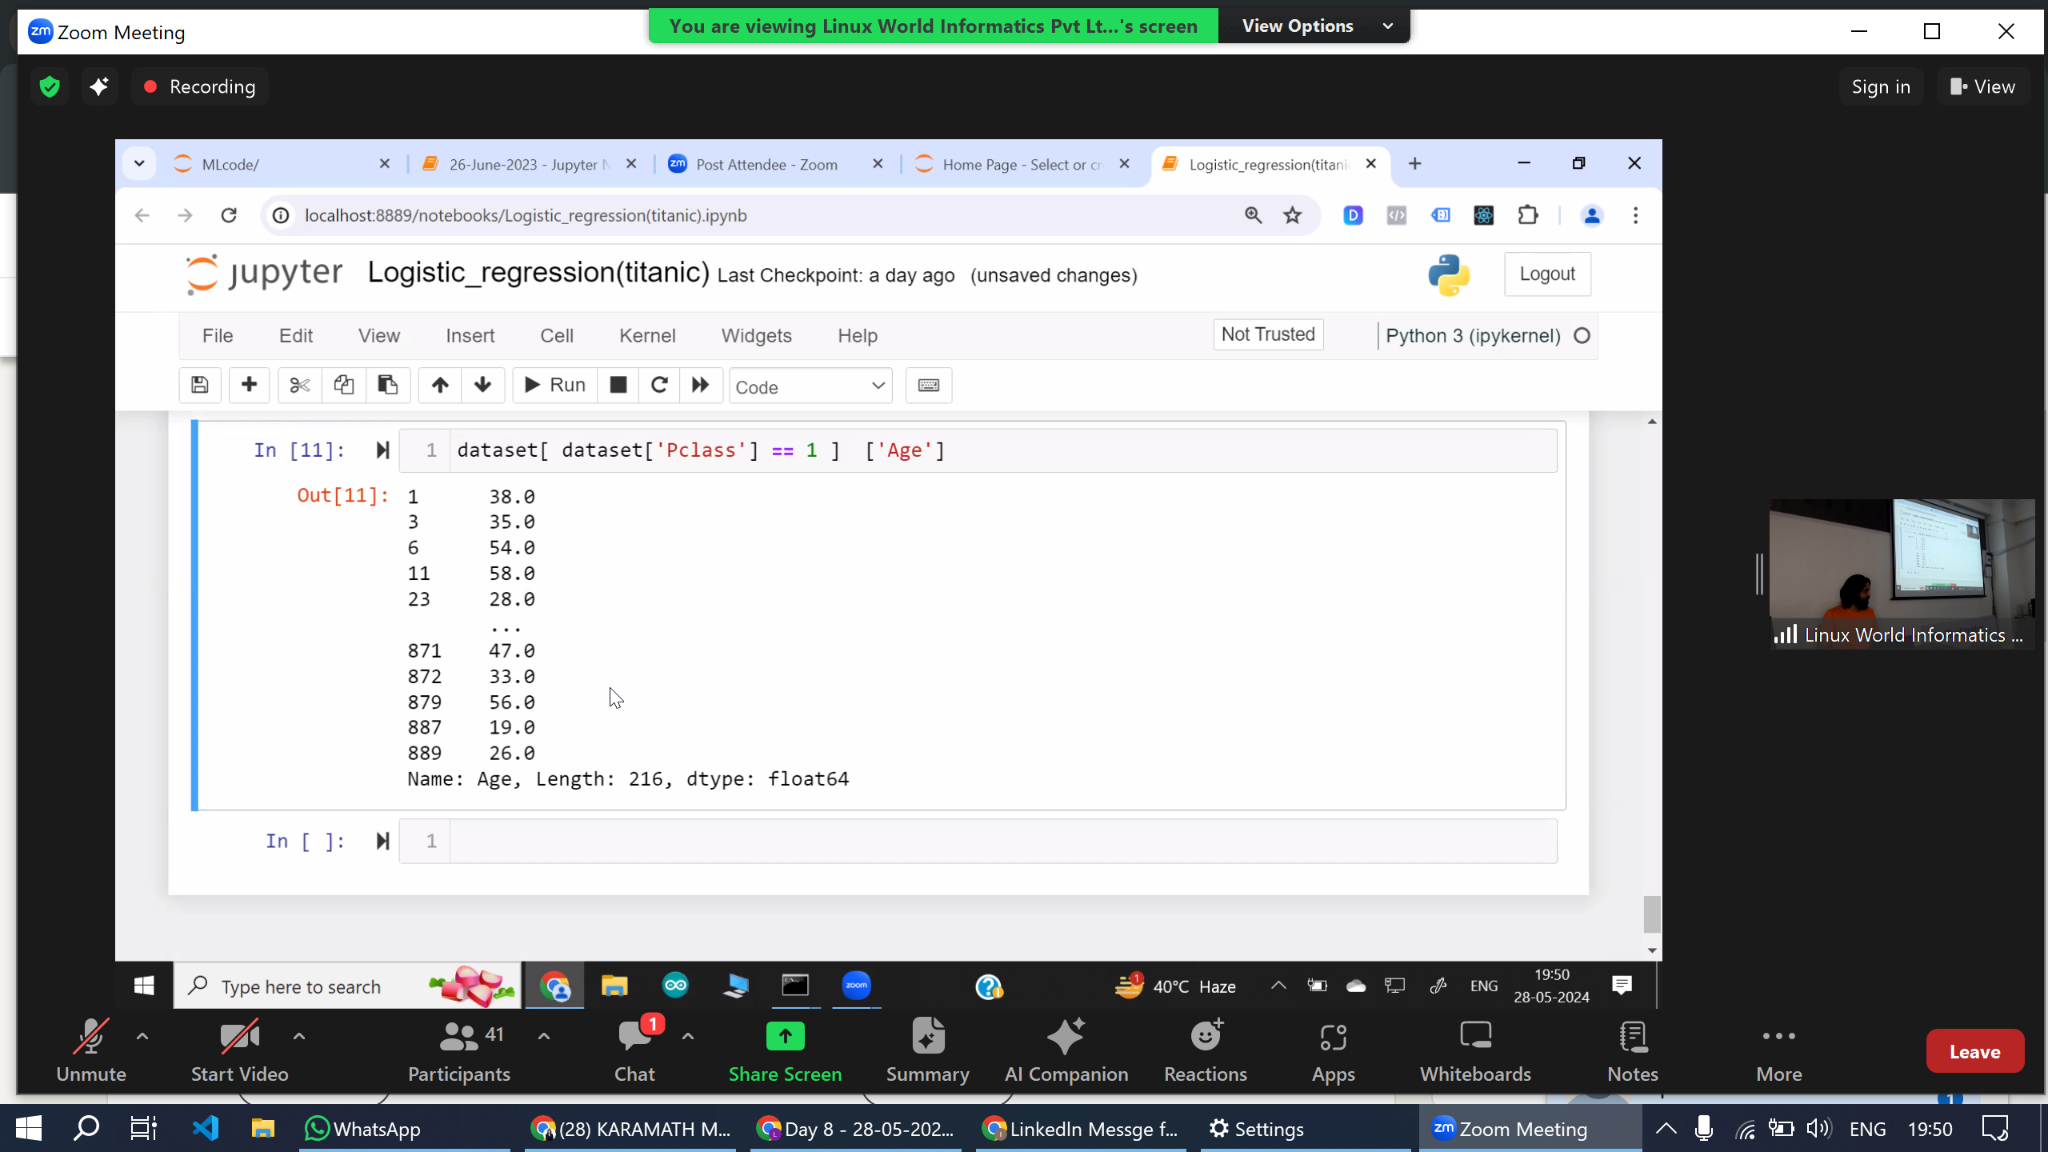 zm Zoom Meeting
You are viewing Linux World Informatics Pvt Lt...'s screen
View Options
Recording
Sign in
View
MLcode/
26-June-2023 - Jupyter N
zm Post Attendee - Zoom
Home Page - Select or cr
Logistic_regression(titani
localhost:8889/notebooks/Logistic_regression(titanic).ipynb
jupyter Logistic_regression(titanic) Last Checkpoint: a day ago (unsaved changes)
Logout
File Edit View Insert Cell Kernel Widgets Help
Not Trusted
Python 3 (ipykernel)
Run
Code
In [11]: 1 dataset[ dataset['Pclass'] == 1 ] ['Age']
Out[11]: 1 38.0
3 35.0
6 54.0
11 58.0
23 28.0
...
871 47.0
872 33.0
879 56.0
887 19.0
889 26.0
Name: Age, Length: 216, dtype: float64
In [ ]: 1
Linux World Informatics ...
Type here to search
zoom
1
40°C Haze
ENG
19:50
28-05-2024
Unmute
Start Video
41
Participants
1
Chat
Share Screen
Summary
AI Companion
Reactions
Apps
Whiteboards
Notes
More
Leave
WhatsApp
(28) KARAMATH M...
Day 8 - 28-05-202...
LinkedIn Messge f...
Settings
zm Zoom Meeting
ENG
19:50